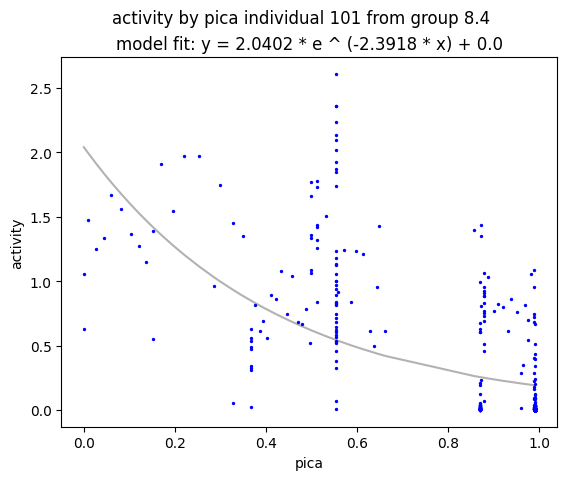 activity by pica individual 101 from group 8.4
model fit: y = 2.0402 * e ^ (-2.3918 * x) + 0.0
2.5
2.0
1.5
1.0
0.5
0.0
activity
0.0 0.2 0.4 0.6 0.8 1.0
pica